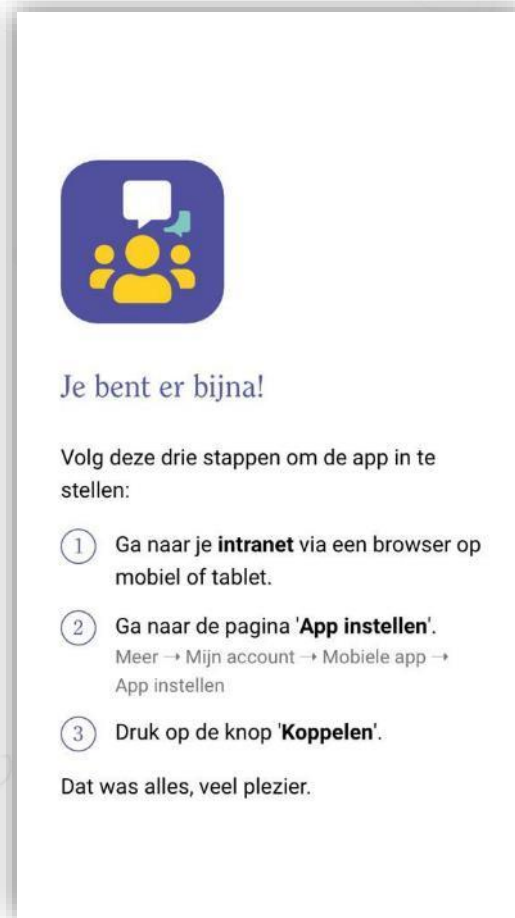 Je bent er bijna!
Volg deze drie stappen om de app in te
stellen:
1 Ga naar je intranet via een browser op
mobiel of tablet.
2 Ga naar de pagina 'App instellen'.
Meer → Mijn account → Mobiele app →
App instellen
3 Druk op de knop 'Koppelen'.
Dat was alles, veel plezier.